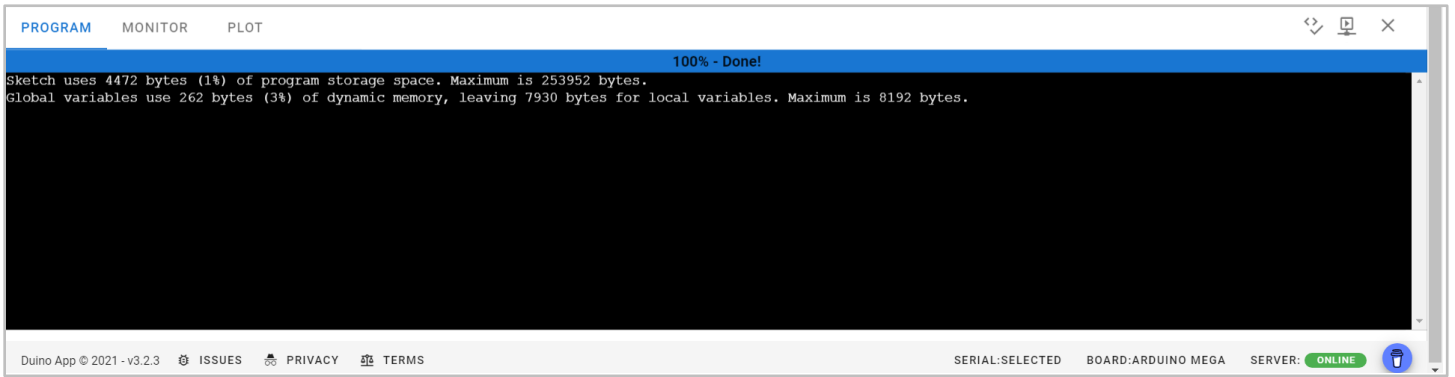 PROGRAM MONITOR PLOT
100% - Done!
Sketch uses 4472 bytes (1%) of program storage space. Maximum is 253952 bytes.
Global variables use 262 bytes (3%) of dynamic memory, leaving 7930 bytes for local variables. Maximum is 8192 bytes.
Duino App © 2021 - v3.2.3 ISSUES PRIVACY TERMS SERIAL:SELECTED BOARD:ARDUINO MEGA SERVER: ONLINE